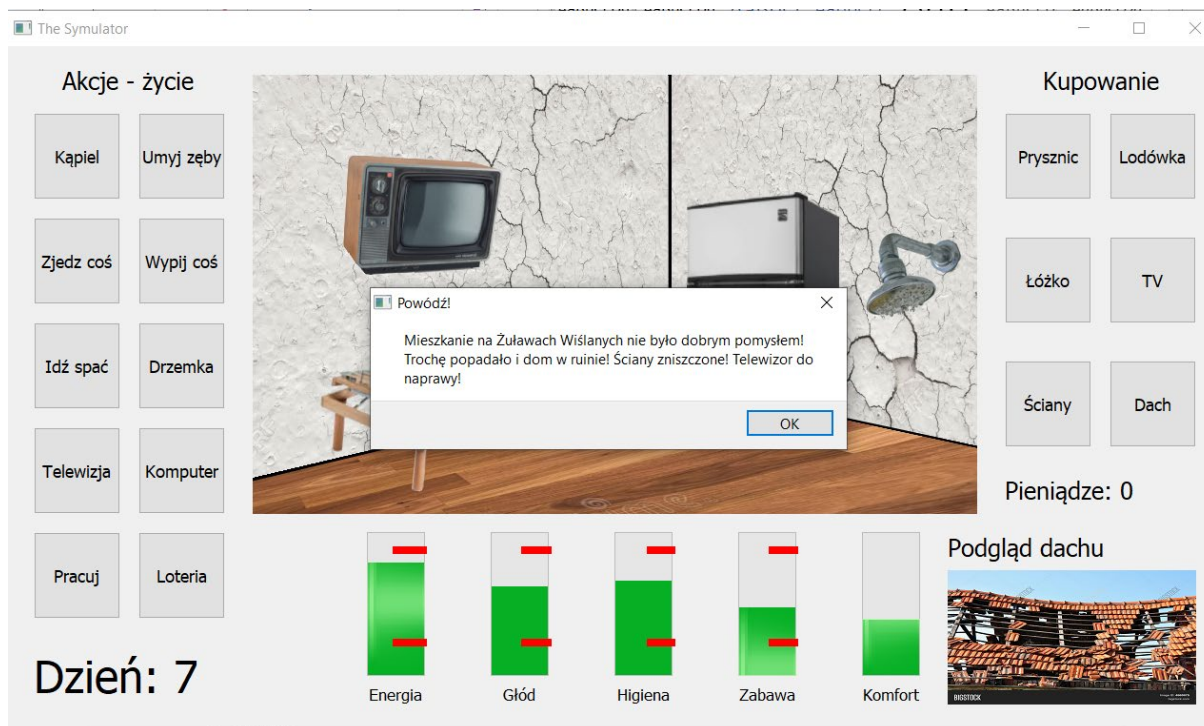 The Symulator
Akcje - życie
Kąpiel
Umyj zęby
Zjedz coś
Wypij coś
Idź spać
Drzemka
Telewizja
Komputer
Pracuj
Loteria
Dzień: 7
Powódź!
Mieszkanie na Żuławach Wiślanych nie było dobrym pomysłem!
Trochę popadało i dom w ruinie! Ściany zniszczone! Telewizor do
naprawy!
OK
Energia
Głód
Higiena
Zabawa
Komfort
Kupowanie
Prysznic
Lodówka
Łóżko
TV
Ściany
Dach
Pieniądze: 0
Podgląd dachu
BIGSTOCK